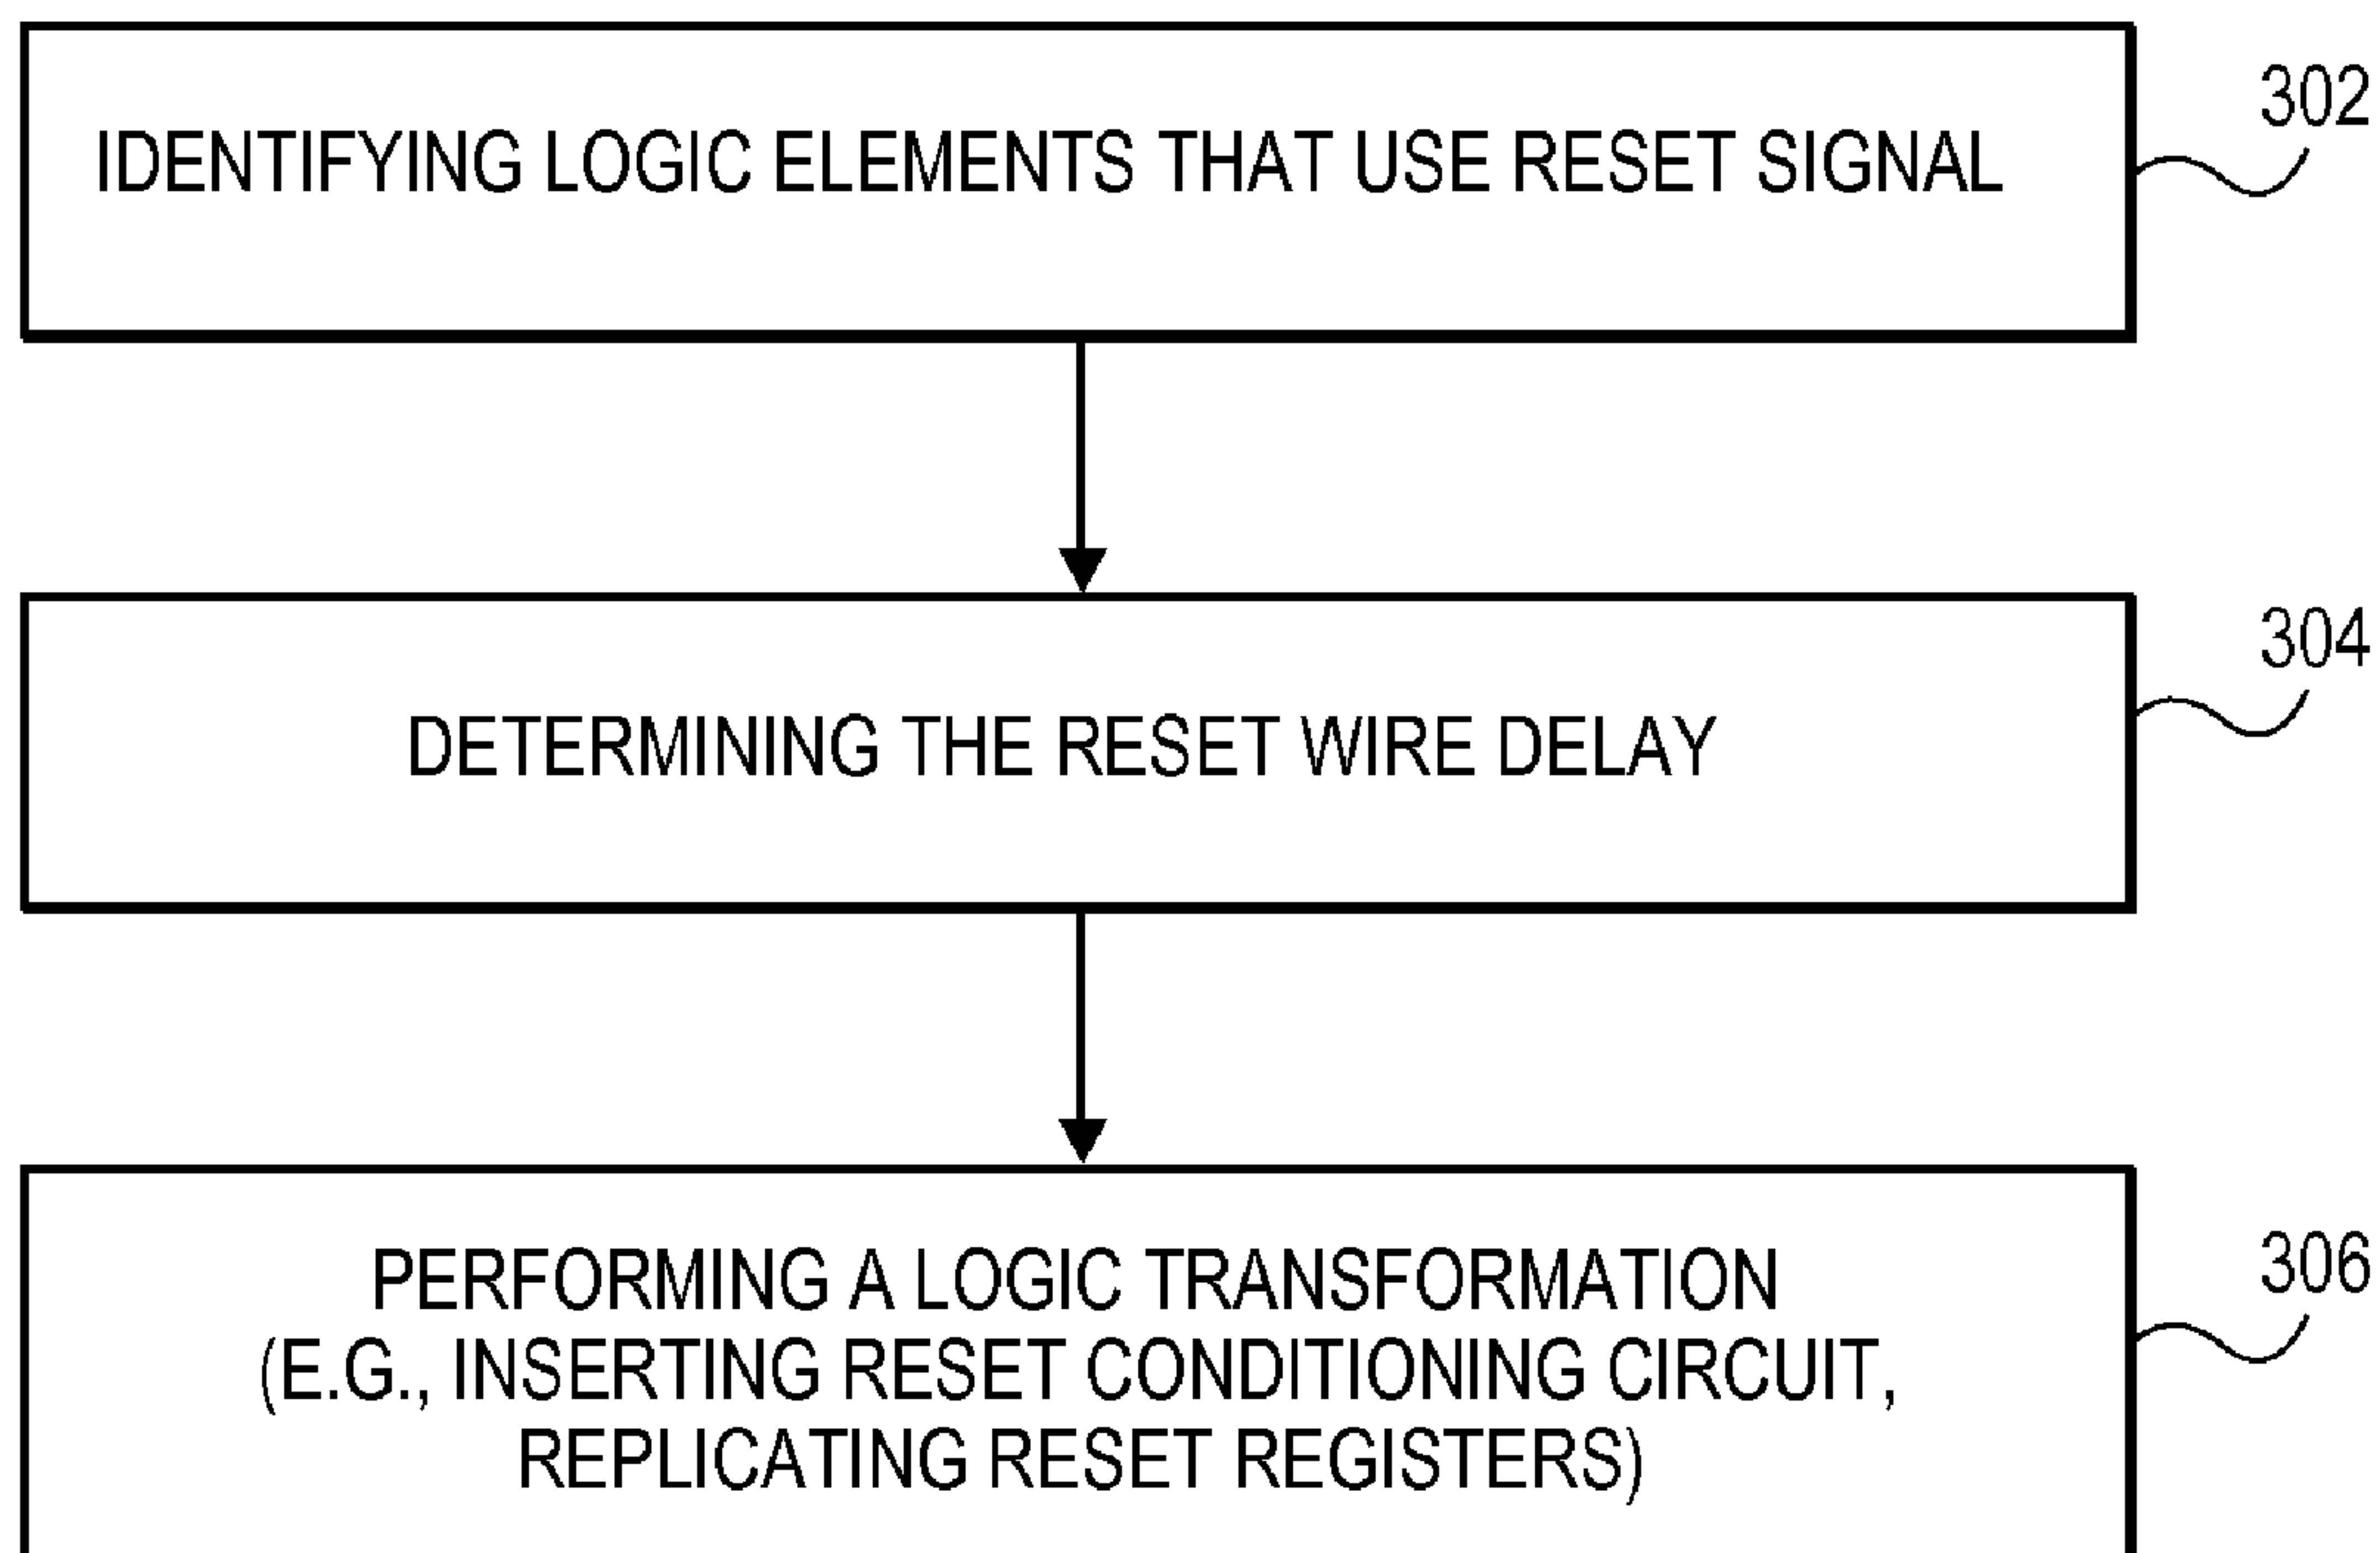 302
IDENTIFYING LOGIC ELEMENTS THAT USE RESET SIGNAL
304
DETERMINING THE RESET WIRE DELAY
306
PERFORMING A LOGIC TRANSFORMATION
(E.G., INSERTING RESET CONDITIONING CIRCUIT,
REPLICATING RESET REGISTERS)